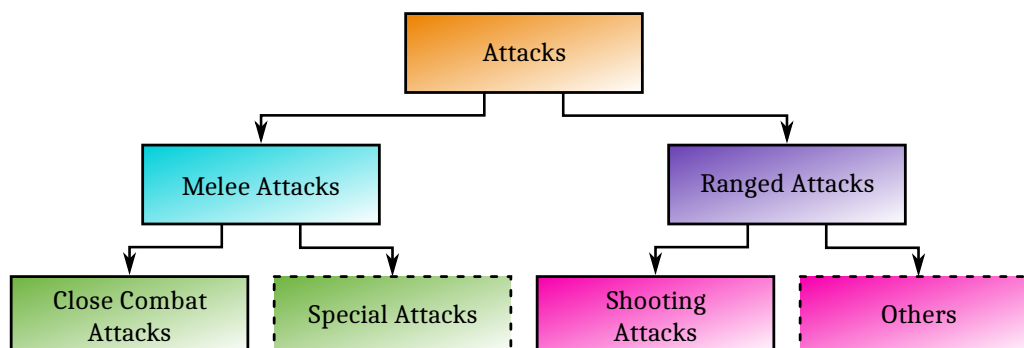 Attacks
Melee Attacks
Ranged Attacks
Close Combat
Attacks
Special Attacks
Shooting
Attacks
Others